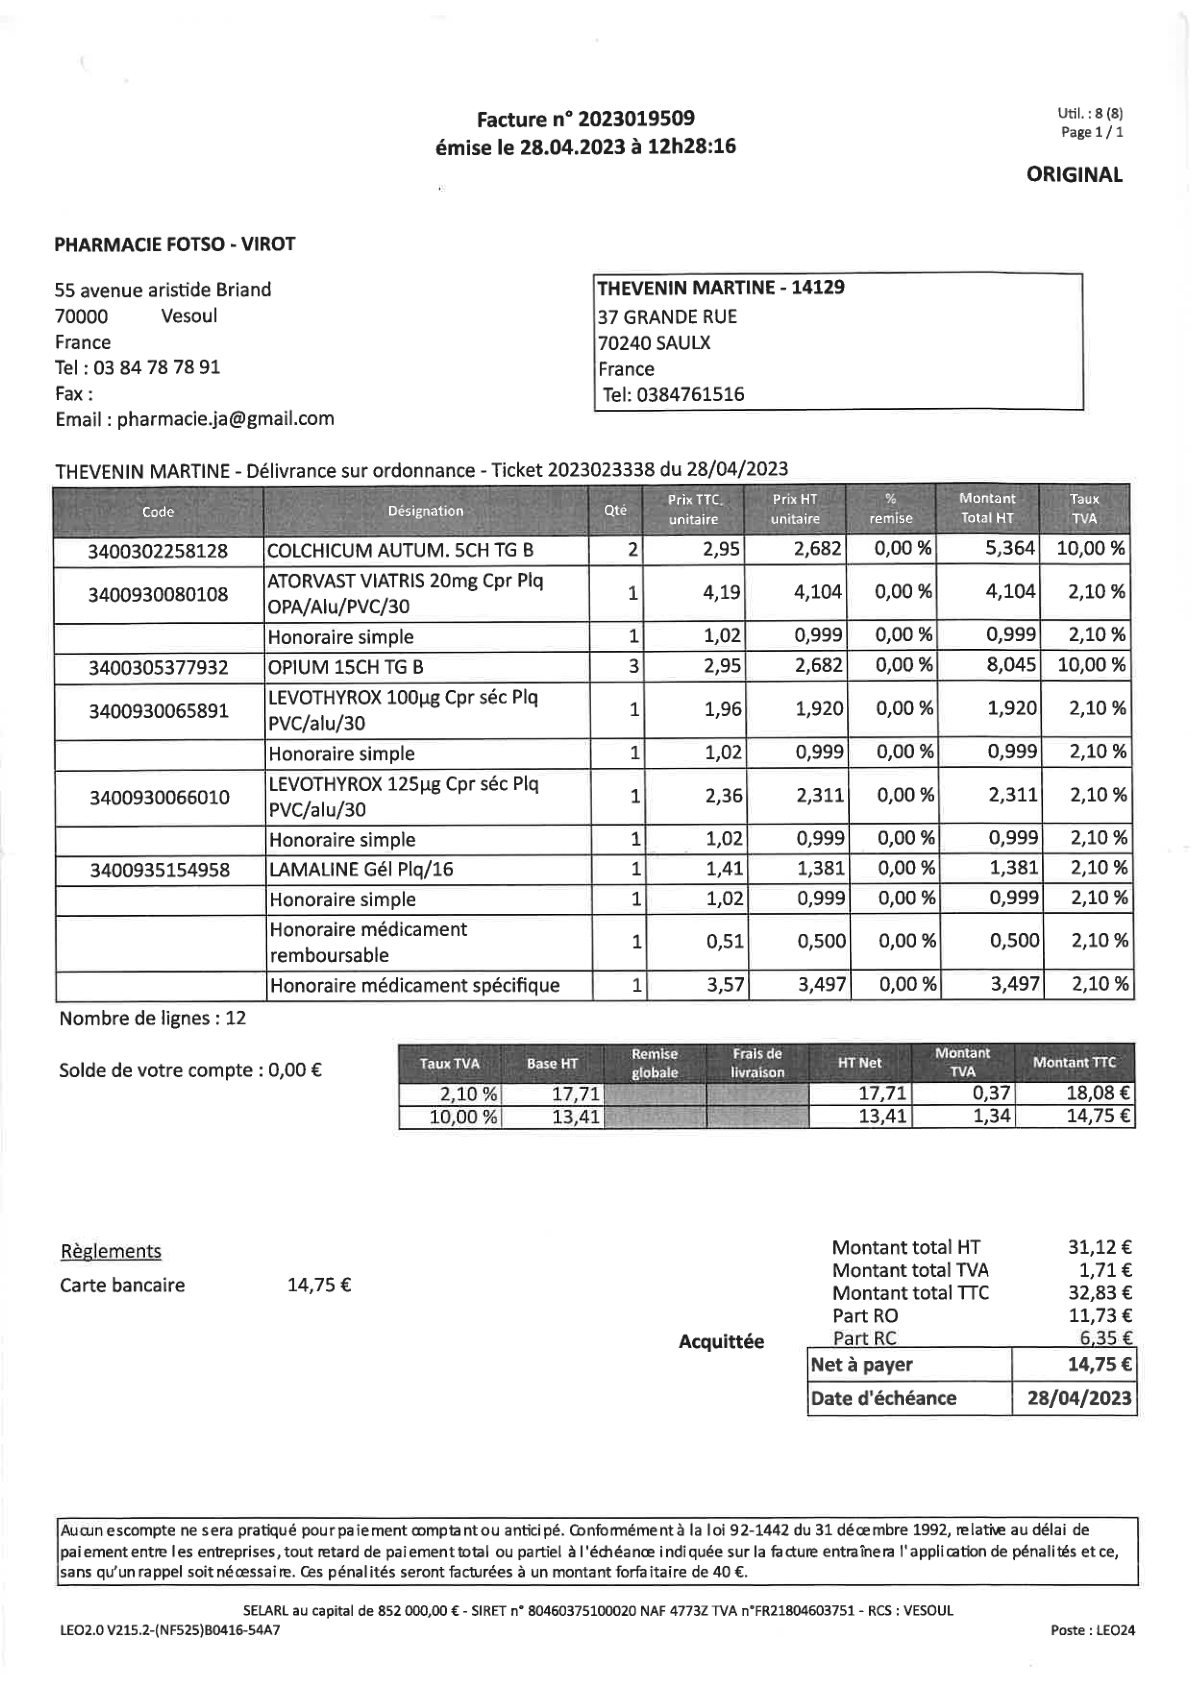 Facture n° 2023019509
émise le 28.04.2023 à 12h28:16
Util. : 8 (8)
Page 1 / 1
ORIGINAL
PHARMACIE FOTSO - VIROT
55 avenue aristide Briand
70000 Vesoul
France
Tel : 03 84 78 78 91
Fax :
Email : pharmacie.ja@gmail.com
THEVENIN MARTINE - 14129
37 GRANDE RUE
70240 SAULX
France
Tel: 0384761516
THEVENIN MARTINE - Délivrance sur ordonnance - Ticket 2023023338 du 28/04/2023
Code Désignation Qté Prix TTC unitaire Prix HT unitaire % remise Montant Total HT Taux TVA
3400302258128 COLCHICUM AUTUM. 5CH TG B 2 2,95 2,682 0,00 % 5,364 10,00 %
3400930080108 ATORVAST VIATRIS 20mg Cpr Plq OPA/Alu/PVC/30 1 4,19 4,104 0,00 % 4,104 2,10 %
Honoraire simple 1 1,02 0,999 0,00 % 0,999 2,10 %
3400305377932 OPIUM 15CH TG B 3 2,95 2,682 0,00 % 8,045 10,00 %
3400930065891 LEVOTHYROX 100µg Cpr séc Plq PVC/alu/30 1 1,96 1,920 0,00 % 1,920 2,10 %
Honoraire simple 1 1,02 0,999 0,00 % 0,999 2,10 %
3400930066010 LEVOTHYROX 125µg Cpr séc Plq PVC/alu/30 1 2,36 2,311 0,00 % 2,311 2,10 %
Honoraire simple 1 1,02 0,999 0,00 % 0,999 2,10 %
3400935154958 LAMALINE Gél Plq/16 1 1,41 1,381 0,00 % 1,381 2,10 %
Honoraire simple 1 1,02 0,999 0,00 % 0,999 2,10 %
Honoraire médicament remboursable 1 0,51 0,500 0,00 % 0,500 2,10 %
Honoraire médicament spécifique 1 3,57 3,497 0,00 % 3,497 2,10 %
Nombre de lignes : 12
Solde de votre compte : 0,00 €
Taux TVA Base HT Remise globale Frais de livraison HT Net Montant TVA Montant TTC
2,10 % 17,71 17,71 0,37 18,08 €
10,00 % 13,41 13,41 1,34 14,75 €
Règlements
Carte bancaire 14,75 €
Montant total HT 31,12 €
Montant total TVA 1,71 €
Montant total TTC 32,83 €
Part RO 11,73 €
Acquittée
Part RC 6,35 €
Net à payer 14,75 €
Date d'échéance 28/04/2023
Aucun escompte ne sera pratiqué pour paiement comptant ou anticipé. Conformément à la loi 92-1442 du 31 décembre 1992, relative au délai de
paiement entre les entreprises, tout retard de paiement total ou partiel à l'échéance indiquée sur la facture entraînera l'application de pénalités et ce,
sans qu'un rappel soit nécessaire. Ces pénalités seront facturées à un montant forfaitaire de 40 €.
SELARL au capital de 852 000,00 € - SIRET n° 80460375100020 NAF 4773Z TVA n°FR21804603751 - RCS : VESOUL
LEO2.0 V215.2-(NF525)B0416-54A7
Poste : LEO24